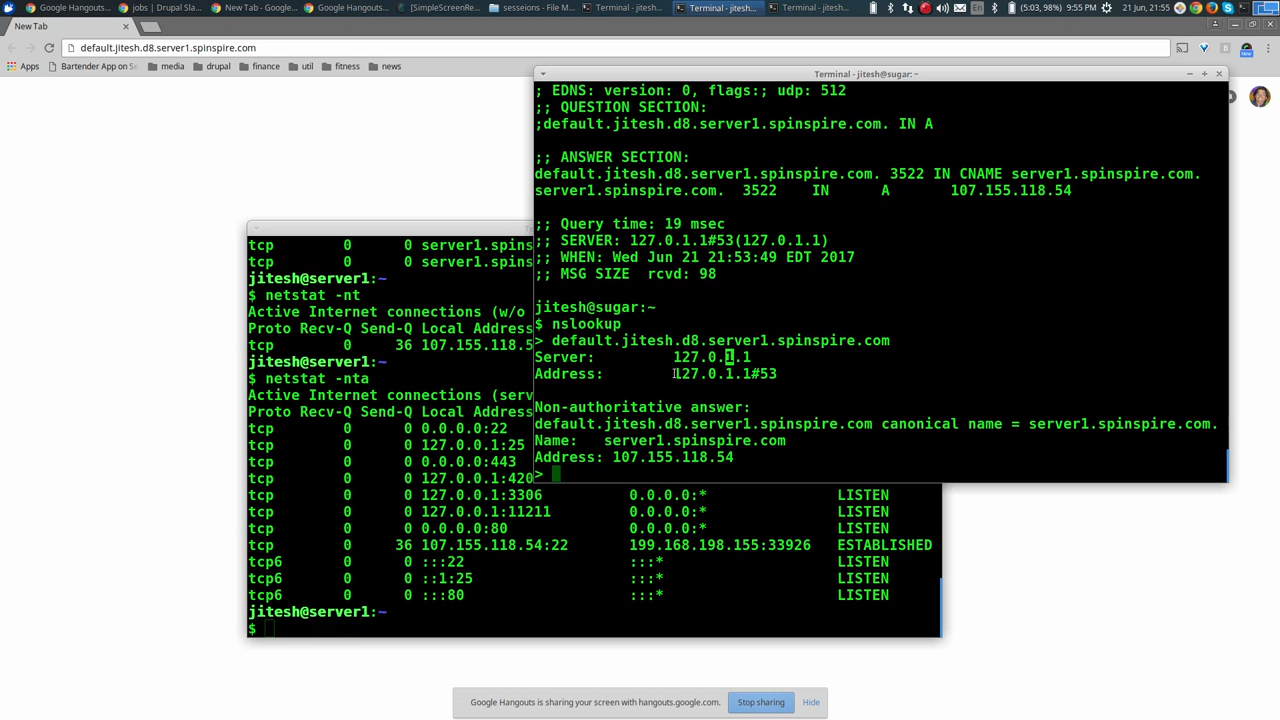 Google Hangouts...
jobs | Drupal Sla...
New Tab - Google...
Google Hangouts...
[SimpleScreenRe...
sesseions - File M...
Terminal - jitesh...
Terminal - jitesh...
Terminal - jitesh...
En
(5:03, 98%)
9:55 PM
21 Jun, 21:55
New Tab
default.jitesh.d8.server1.spinspire.com
Apps
Bartender App on Se
media
drupal
finance
util
fitness
news
Terminal - jitesh@sugar: ~
; EDNS: version: 0, flags:; udp: 512
;; QUESTION SECTION:
;default.jitesh.d8.server1.spinspire.com. IN A
;; ANSWER SECTION:
default.jitesh.d8.server1.spinspire.com. 3522 IN CNAME server1.spinspire.com.
server1.spinspire.com. 3522 IN A 107.155.118.54
;; Query time: 19 msec
;; SERVER: 127.0.1.1#53(127.0.1.1)
;; WHEN: Wed Jun 21 21:53:49 EDT 2017
;; MSG SIZE rcvd: 98
jitesh@sugar:~
$ nslookup
> default.jitesh.d8.server1.spinspire.com
Server: 127.0.1.1
Address: 127.0.1.1#53
Non-authoritative answer:
default.jitesh.d8.server1.spinspire.com canonical name = server1.spinspire.com.
Name: server1.spinspire.com
Address: 107.155.118.54
>
tcp 0 0 server1.spins
tcp 0 0 server1.spins
jitesh@server1:~
$ netstat -nt
Active Internet connections (w/o
Proto Recv-Q Send-Q Local Address
tcp 0 36 107.155.118.5
jitesh@server1:~
$ netstat -nta
Active Internet connections (serv
Proto Recv-Q Send-Q Local Address
tcp 0 0 0.0.0.0:22
tcp 0 0 127.0.0.1:25
tcp 0 0 0.0.0.0:443
tcp 0 0 127.0.0.1:420
tcp 0 0 127.0.0.1:3306 0.0.0.0:* LISTEN
tcp 0 0 127.0.0.1:11211 0.0.0.0:* LISTEN
tcp 0 0 0.0.0.0:80 0.0.0.0:* LISTEN
tcp 0 36 107.155.118.54:22 199.168.198.155:33926 ESTABLISHED
tcp6 0 0 :::22 :::* LISTEN
tcp6 0 0 ::1:25 :::* LISTEN
tcp6 0 0 :::80 :::* LISTEN
jitesh@server1:~
$
Google Hangouts is sharing your screen with hangouts.google.com.
Stop sharing
Hide